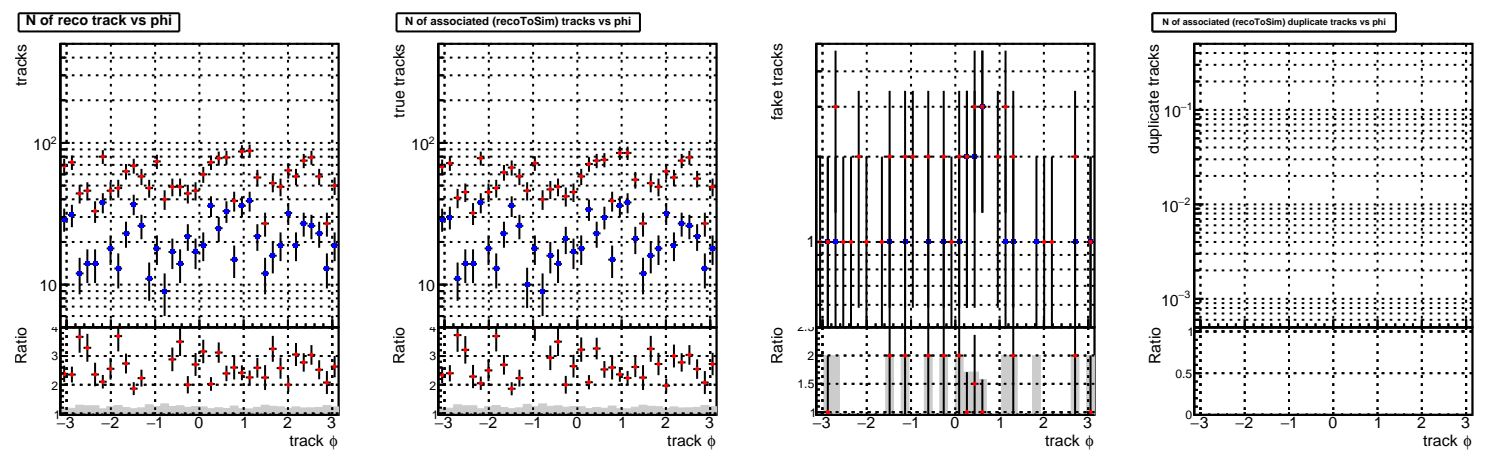 N of reco track vs phi
tracks
10²
10
Ratio
4
3
2
1
−3 −2 −1 0 1 2 3
track ϕ
N of associated (recoToSim) tracks vs phi
true tracks
10²
10
Ratio
4
3
2
1
−3 −2 −1 0 1 2 3
track ϕ
fake tracks
1
Ratio
2.5
2
1.5
1
−3 −2 −1 0 1 2 3
track ϕ
N of associated (recoToSim) duplicate tracks vs phi
duplicate tracks
10⁻¹
10⁻²
10⁻³
Ratio
1
0.5
0
−3 −2 −1 0 1 2 3
track ϕ